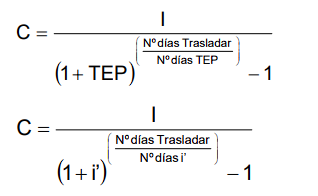 C = I / (1 + TEP)^(Nº días Trasladar / Nº días TEP) − 1
C = I / (1 + i')^(Nº días Trasladar / Nº días i') − 1